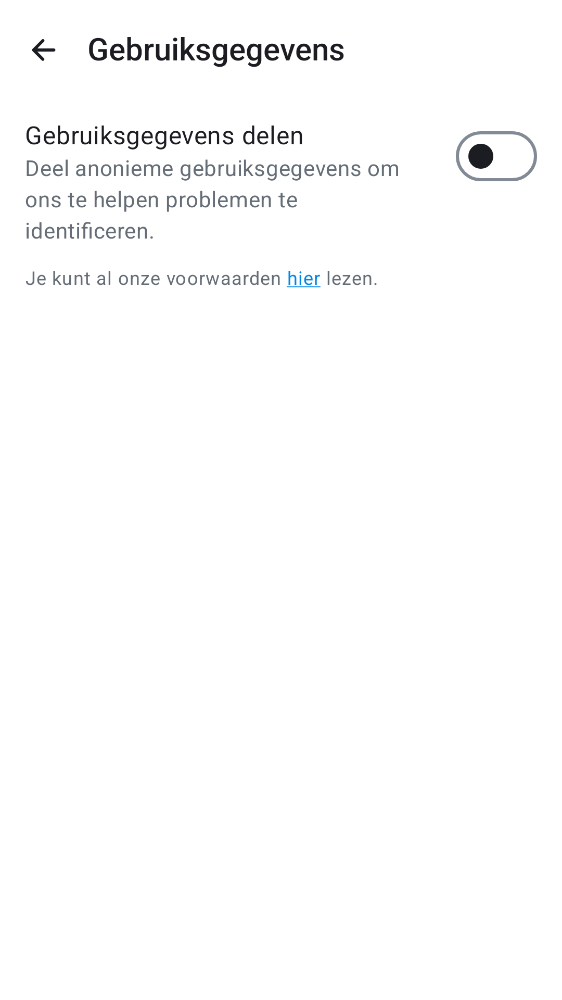 Gebruiksgegevens
Gebruiksgegevens delen
Deel anonieme gebruiksgegevens om
ons te helpen problemen te
identificeren.
Je kunt al onze voorwaarden hier lezen.